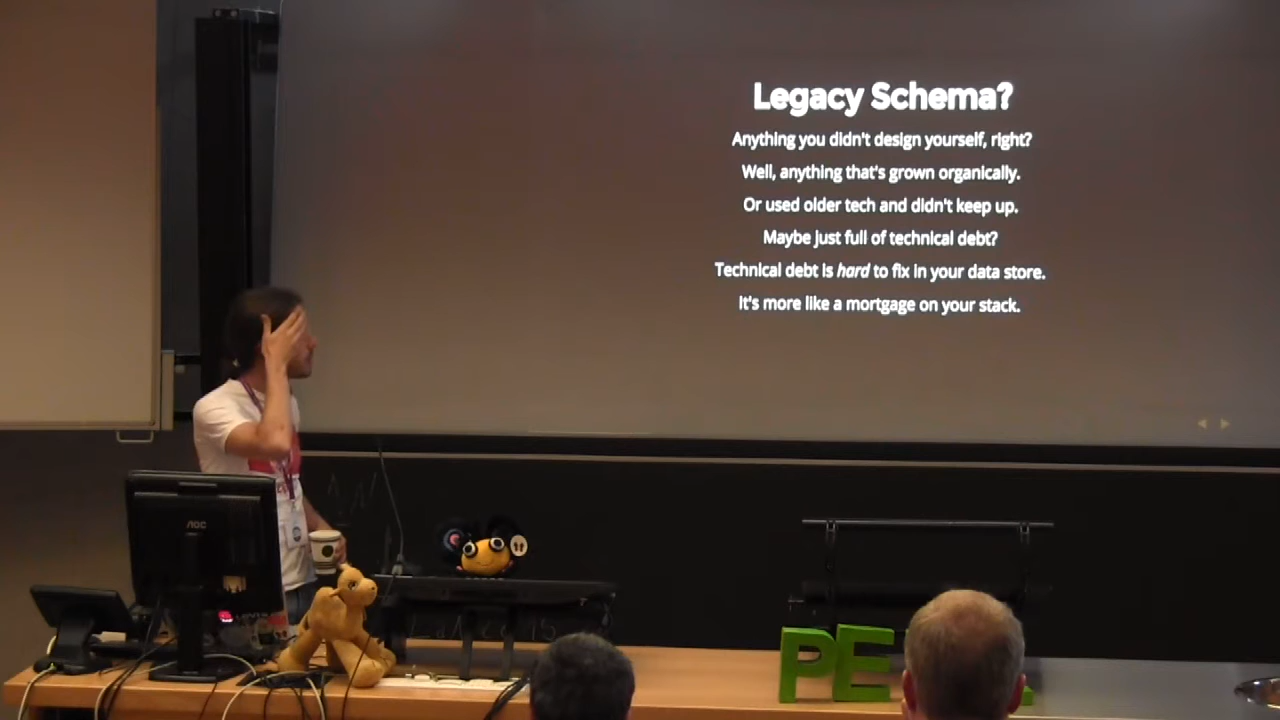 Legacy Schema?
Anything you didn't design yourself, right?
Well, anything that's grown organically.
Or used older tech and didn't keep up.
Maybe just full of technical debt?
Technical debt is hard to fix in your data store.
It's more like a mortgage on your stack.
AOC
PE